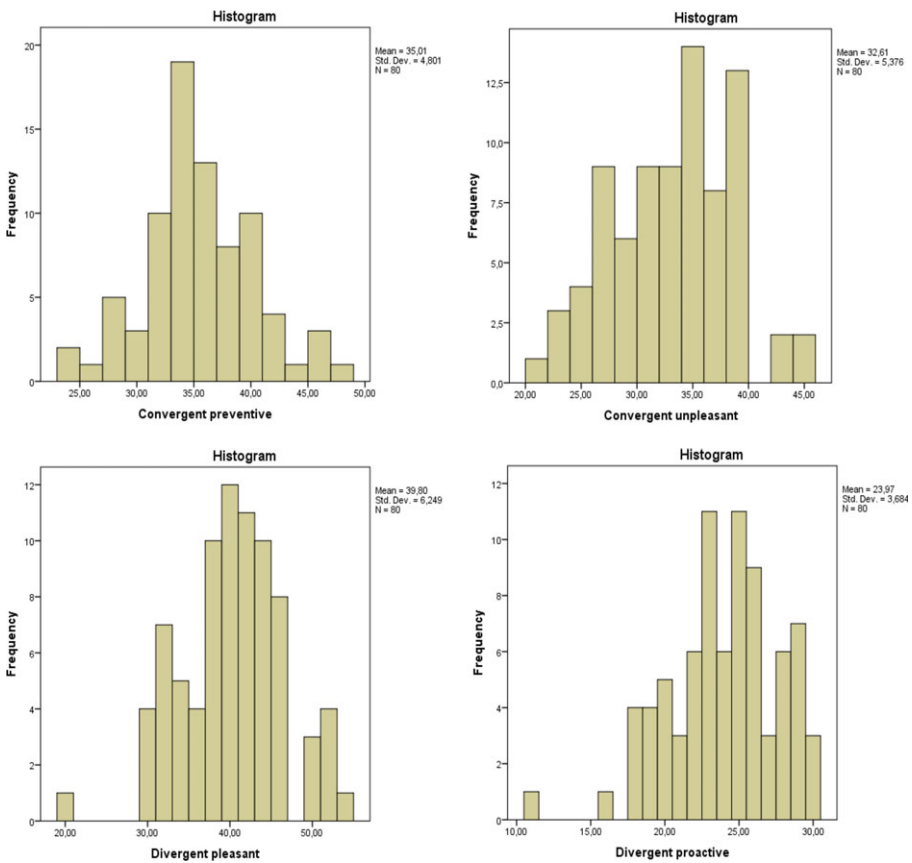 Histogram
Mean = 35,01
Std. Dev. = 4,801
N = 80
20
15
10
5
0
Frequency
25,00 30,00 35,00 40,00 45,00 50,00
Convergent preventive
Histogram
Mean = 32,61
Std. Dev. = 5,376
N = 80
12,5
10,0
7,5
5,0
2,5
0,0
Frequency
20,00 25,00 30,00 35,00 40,00 45,00
Convergent unpleasant
Histogram
Mean = 39,80
Std. Dev. = 6,249
N = 80
12
10
8
6
4
2
0
Frequency
20,00 30,00 40,00 50,00
Divergent pleasant
Histogram
Mean = 23,97
Std. Dev. = 3,684
N = 80
12
10
8
6
4
2
0
Frequency
10,00 15,00 20,00 25,00 30,00
Divergent proactive